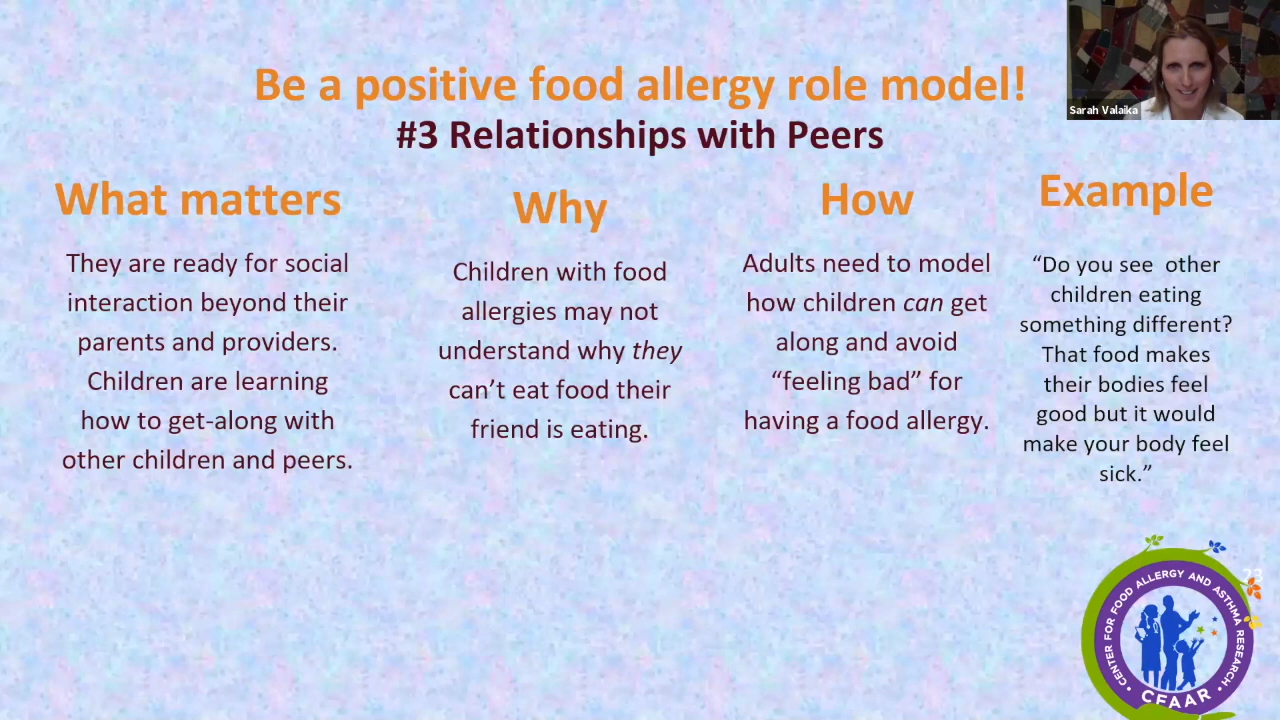 Be a positive food allergy role model!
#3 Relationships with Peers
Sarah Valaika
What matters
They are ready for social
interaction beyond their
parents and providers.
Children are learning
how to get-along with
other children and peers.
Why
Children with food
allergies may not
understand why they
can’t eat food their
friend is eating.
How
Adults need to model
how children can get
along and avoid
“feeling bad” for
having a food allergy.
Example
“Do you see  other
children eating
something different?
That food makes
their bodies feel
good but it would
make your body feel
sick.”
23
• CENTER FOR FOOD ALLERGY AND ASTHMA RESEARCH •
CFAAR